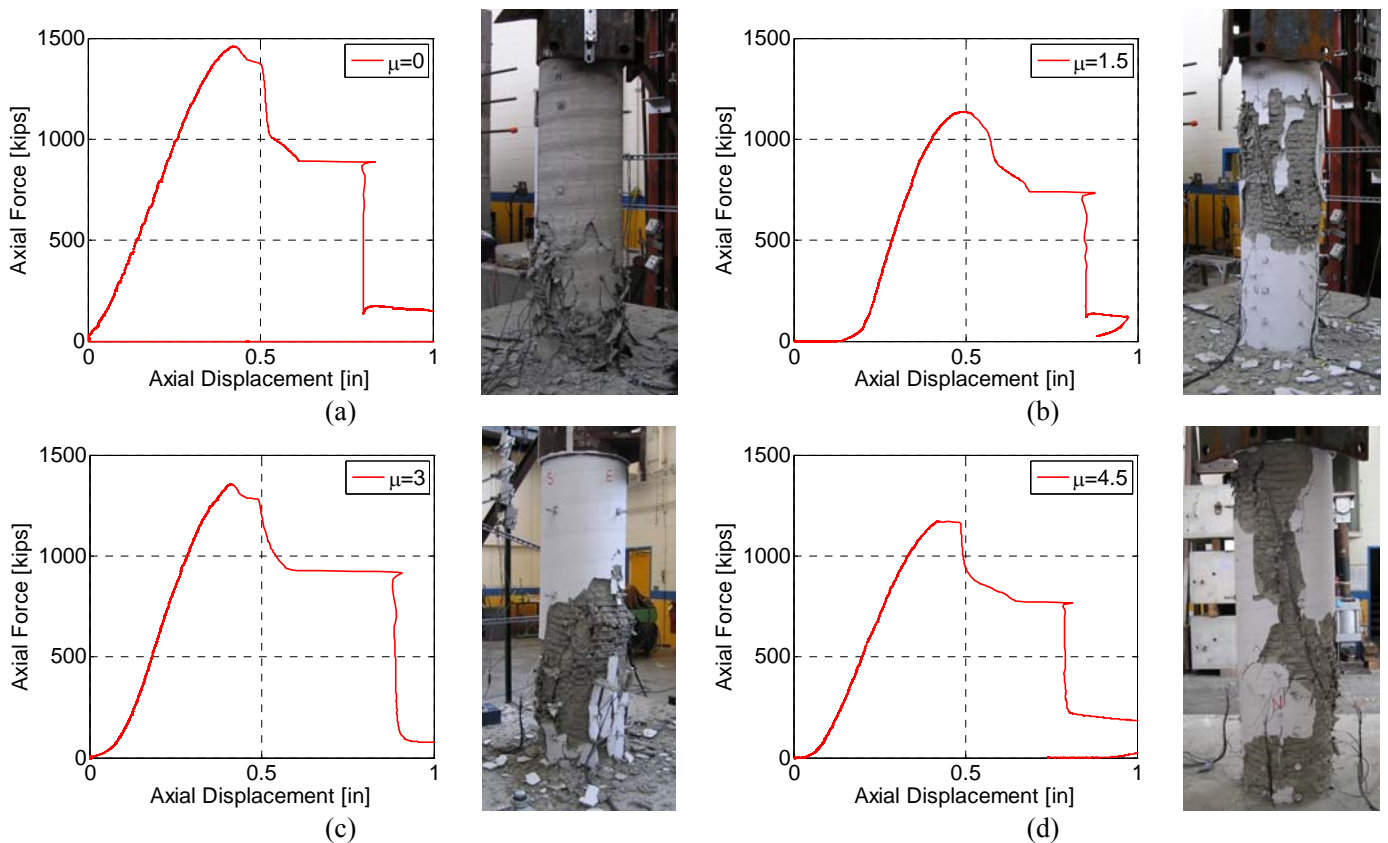 1500
1000
500
0
Axial Force [kips]
μ=0
0
0.5
1
Axial Displacement [in]
(a)
1500
1000
500
0
Axial Force [kips]
μ=1.5
0
0.5
1
Axial Displacement [in]
(b)
1500
1000
500
0
Axial Force [kips]
μ=3
0
0.5
1
Axial Displacement [in]
S
E
(c)
1500
1000
500
0
Axial Force [kips]
μ=4.5
0
0.5
1
Axial Displacement [in]
N
(d)